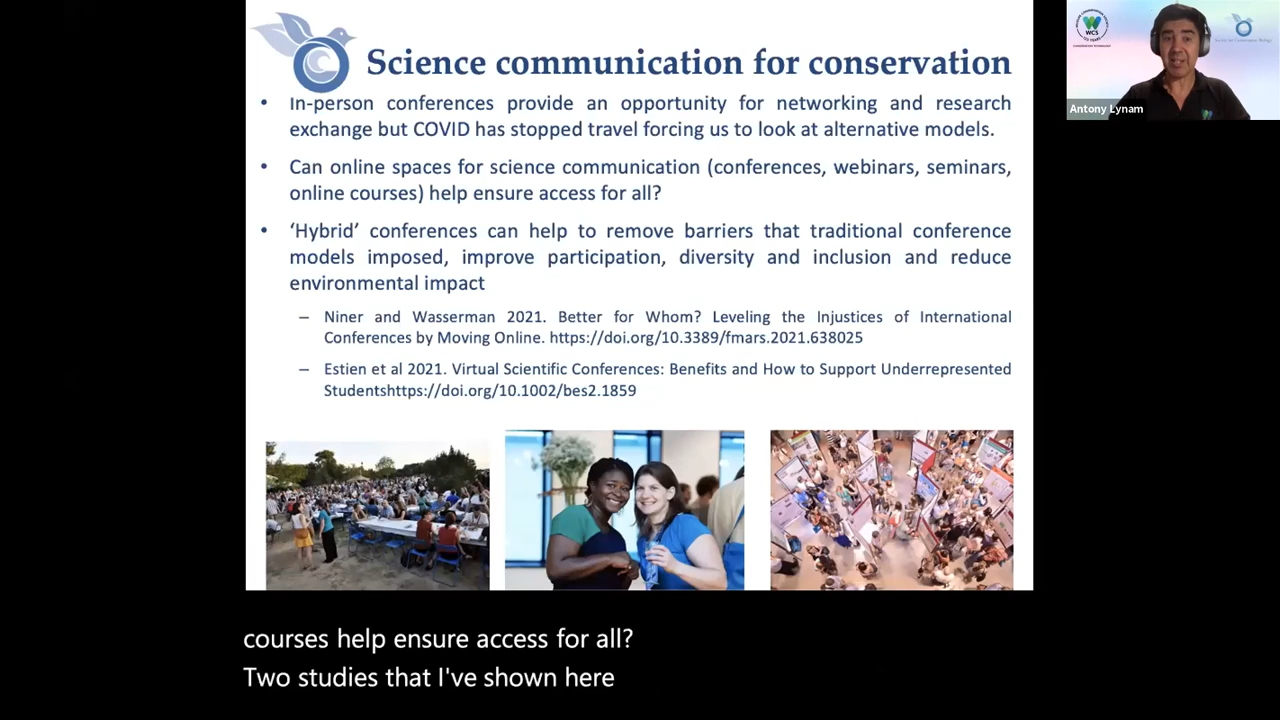 Science communication for conservation
• In-person conferences provide an opportunity for networking and research
exchange but COVID has stopped travel forcing us to look at alternative models.
• Can online spaces for science communication (conferences, webinars, seminars,
online courses) help ensure access for all?
• ‘Hybrid’ conferences can help to remove barriers that traditional conference
models imposed, improve participation, diversity and inclusion and reduce
environmental impact
– Niner and Wasserman 2021. Better for Whom? Leveling the Injustices of International
Conferences by Moving Online. https://doi.org/10.3389/fmars.2021.638025
– Estien et al 2021. Virtual Scientific Conferences: Benefits and How to Support Underrepresented
Studentshttps://doi.org/10.1002/bes2.1859
WCS
Antony Lynam
courses help ensure access for all?
Two studies that I've shown here